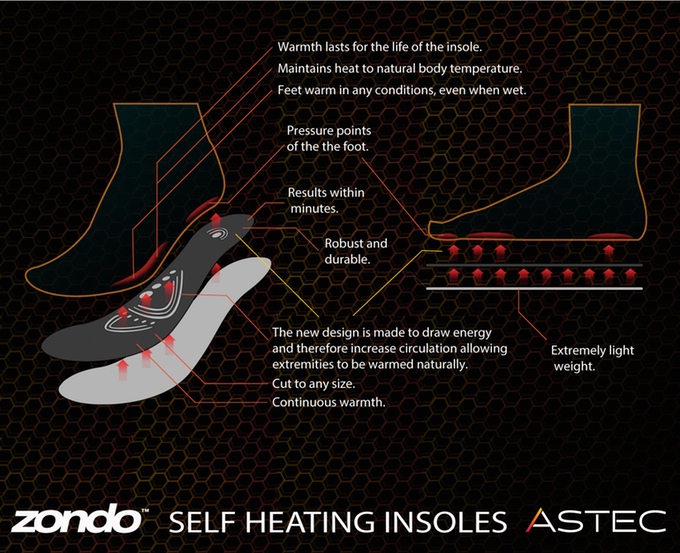 Warmth lasts for the life of the insole.
Maintains heat to natural body temperature.
Feet warm in any conditions, even when wet.
Pressure points
of the the foot.
Results within
minutes.
Robust and
durable.
The new design is made to draw energy
and therefore increase circulation allowing
extremities to be warmed naturally.
Cut to any size.
Continuous warmth.
Extremely light
weight.
zondo™ SELF HEATING INSOLES ASTEC